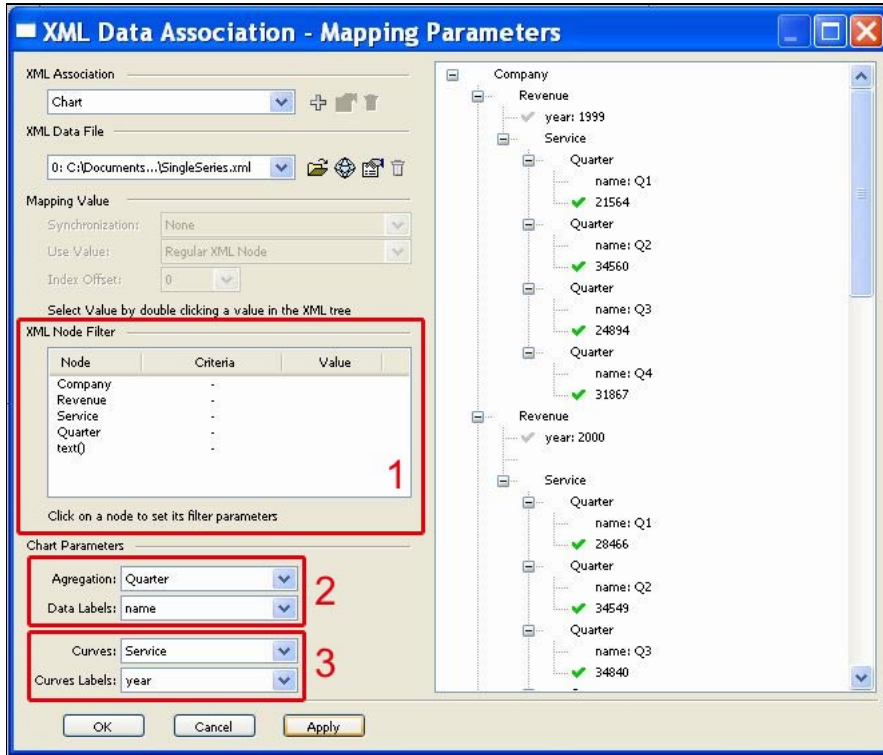 XML Data Association - Mapping Parameters
XML Association
Chart
XML Data File
0: C:\Documents...\SingleSeries.xml
Mapping Value
Synchronization: None
Use Value: Regular XML Node
Index Offset: 0
Select Value by double clicking a value in the XML tree
XML Node Filter
Node Criteria Value
Company -
Revenue -
Service -
Quarter -
text() -
1
Click on a node to set its filter parameters
Chart Parameters
Agregation: Quarter
Data Labels: name
2
Curves: Service
Curves Labels: year
3
OK Cancel Apply
Company
Revenue
year: 1999
Service
Quarter
name: Q1
21564
Quarter
name: Q2
34560
Quarter
name: Q3
24894
Quarter
name: Q4
31867
Revenue
year: 2000
Service
Quarter
name: Q1
28466
Quarter
name: Q2
34549
Quarter
name: Q3
34840